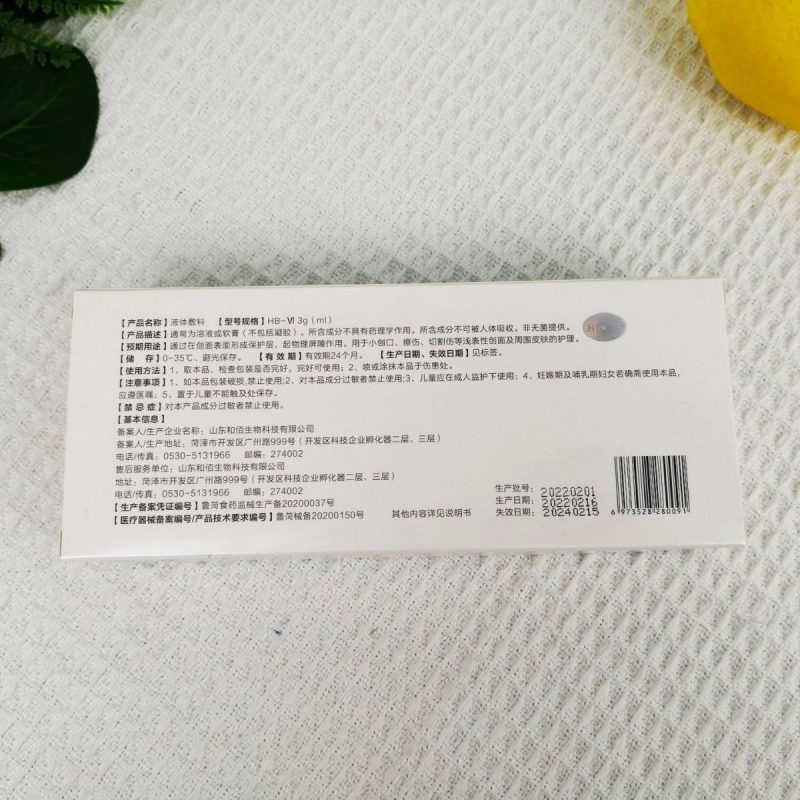 【产品名称】液体敷料 【型号规格】HB-Ⅵ 3g（ml）
【产品描述】通常为溶液或软膏（不包括凝胶）。所含成分不具有药理学作用，所含成分不可被人体吸收。非无菌提供。
【预期用途】通过在创面表面形成保护层，起物理屏障作用。用于小创口、擦伤、切割伤等浅表性创面及周围皮肤的护理。
【储 存】0-35℃、避光保存。 【有 效 期】有效期24个月。 【生产日期、失效日期】见标签。
【使用方法】1、取本品，检查包装是否完好，完好可使用；2、喷或涂抹本品于伤患处。
【注意事项】1、如本品包装破损,禁止使用;2、对本品成分过敏者禁止使用;3、儿童应在成人监护下使用；4、妊娠期及哺乳期妇女若确需使用本品，
应遵医嘱；5、置于儿童不能触及处保存。
【禁 忌 症】对本产品成分过敏者禁止使用。
【基本信息】
备案人/生产企业名称：山东和佰生物科技有限公司
备案人/生产地址：菏泽市开发区广州路999号（开发区科技企业孵化器二层、三层）
电话/传真：0530-5131966 邮编：274002
售后服务单位：山东和佰生物科技有限公司
地址：菏泽市开发区广州路999号（开发区科技企业孵化器二层、三层）
电话/传真：0530-5131966 邮编：274002
【生产备案凭证编号】鲁菏食药监械生产备20200037号
【医疗器械备案编号/产品技术要求编号】鲁菏械备20200150号 其他内容详见说明书
生产批号：20220201
生产日期：20220216
失效日期：20240215
6 973528 280091